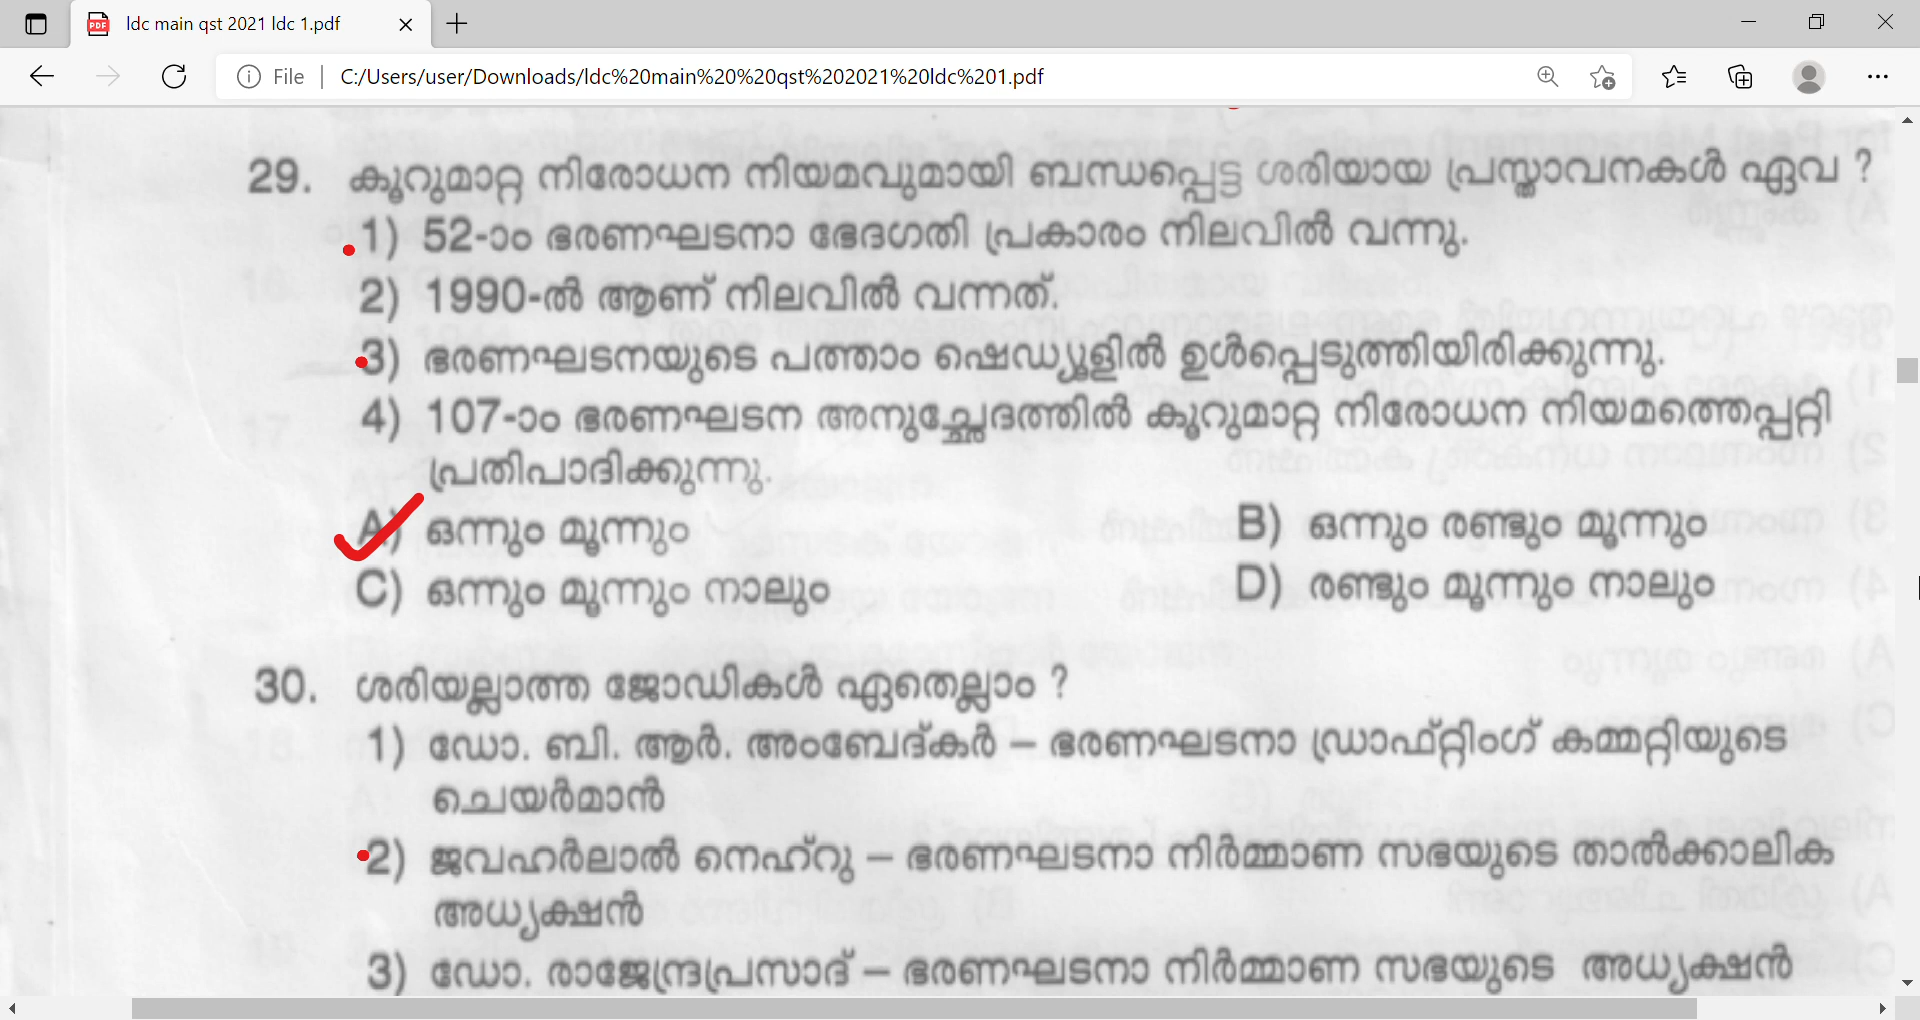 ldc main qst 2021 ldc 1.pdf
File
C:/Users/user/Downloads/ldc%20main%20%20qst%202021%20ldc%201.pdf
29. കൂറുമാറ്റ നിരോധന നിയമവുമായി ബന്ധപ്പെട്ട ശരിയായ പ്രസ്താവനകൾ ഏവ ?
1) 52-ാം ഭരണഘടനാ ഭേദഗതി പ്രകാരം നിലവിൽ വന്നു.
2) 1990-ൽ ആണ് നിലവിൽ വന്നത്.
3) ഭരണഘടനയുടെ പത്താം ഷെഡ്യൂളിൽ ഉൾപ്പെടുത്തിയിരിക്കുന്നു.
4) 107-ാം ഭരണഘടന അനുച്ഛേദത്തിൽ കൂറുമാറ്റ നിരോധന നിയമത്തെപ്പറ്റി
പ്രതിപാദിക്കുന്നു.
A) ഒന്നും മൂന്നും B) ഒന്നും രണ്ടും മൂന്നും
C) ഒന്നും മൂന്നും നാലും D) രണ്ടും മൂന്നും നാലും
30. ശരിയല്ലാത്ത ജോഡികൾ ഏതെല്ലാം ?
1) ഡോ. ബി. ആർ. അംബേദ്കർ – ഭരണഘടനാ ഡ്രാഫ്റ്റിംഗ് കമ്മറ്റിയുടെ
ചെയർമാൻ
2) ജവഹർലാൽ നെഹ്റു – ഭരണഘടനാ നിർമ്മാണ സഭയുടെ താൽക്കാലിക
അധ്യക്ഷൻ
3) ഡോ. രാജേന്ദ്രപ്രസാദ് – ഭരണഘടനാ നിർമ്മാണ സഭയുടെ അധ്യക്ഷൻ